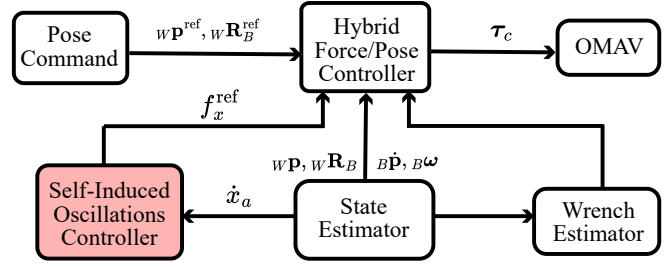 Pose
Command
Wp^ref, WR_B^ref
Hybrid
Force/Pose
Controller
τ_c
OMAV
f_x^ref
Wp, WR_B
Bṗ, Bω
Self-Induced
Oscillations
Controller
ẋ_a
State
Estimator
Wrench
Estimator